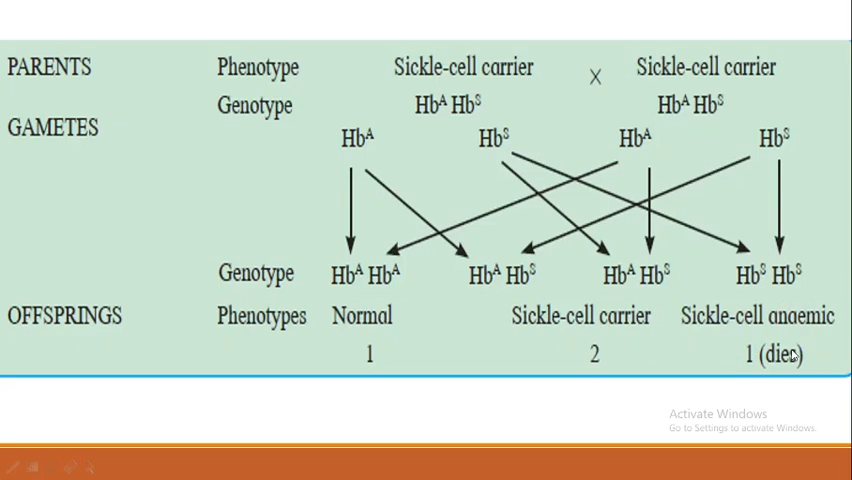 PARENTS Phenotype Sickle-cell carrier X Sickle-cell carrier
Genotype Hbᴬ Hbˢ Hbᴬ Hbˢ
GAMETES
Hbᴬ Hbˢ Hbᴬ Hbˢ
Genotype Hbᴬ Hbᴬ Hbᴬ Hbˢ Hbᴬ Hbˢ Hbˢ Hbˢ
OFFSPRINGS Phenotypes Normal Sickle-cell carrier Sickle-cell anaemic
1 2 1 (dies)
Activate Windows
Go to Settings to activate Windows.